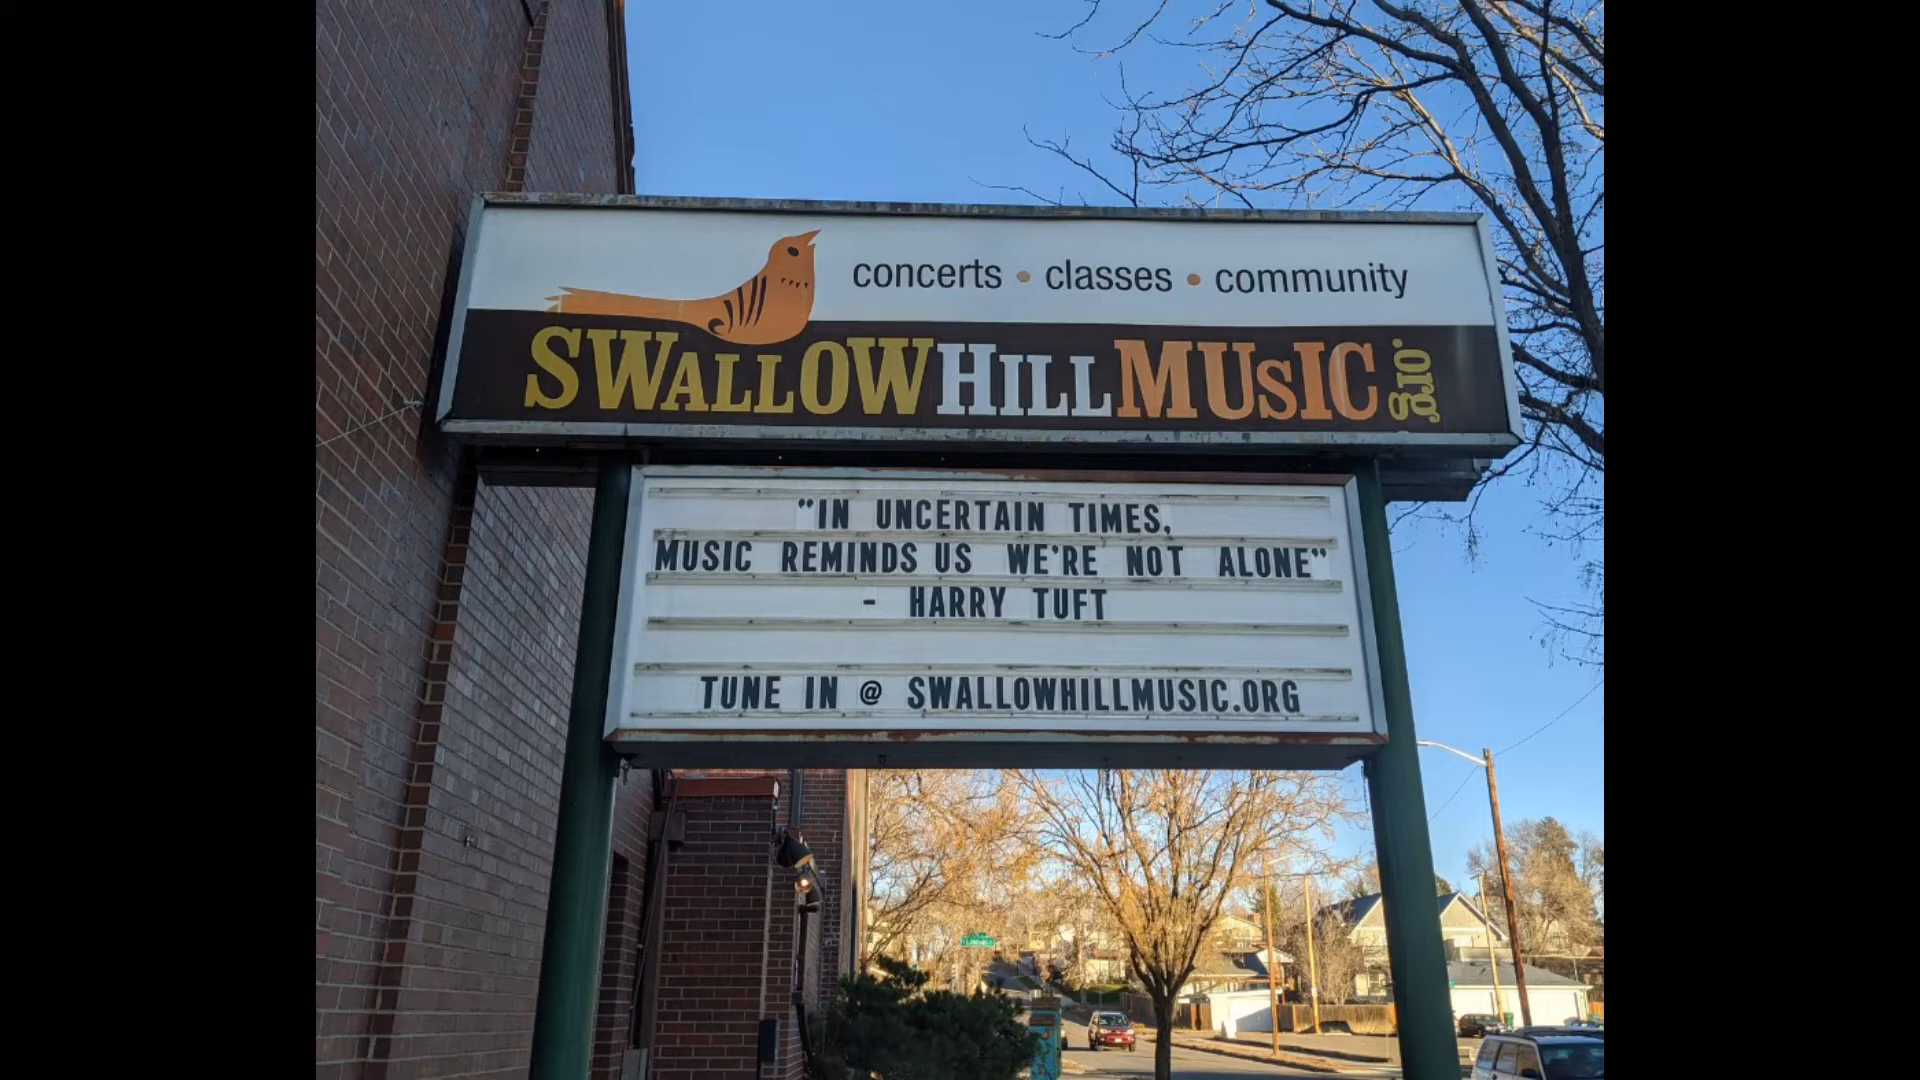 concerts • classes • community
SWALLOWHILLMUSIC.org
"IN UNCERTAIN TIMES,
MUSIC REMINDS US WE'RE NOT ALONE"
- HARRY TUFT
TUNE IN @ SWALLOWHILLMUSIC.ORG